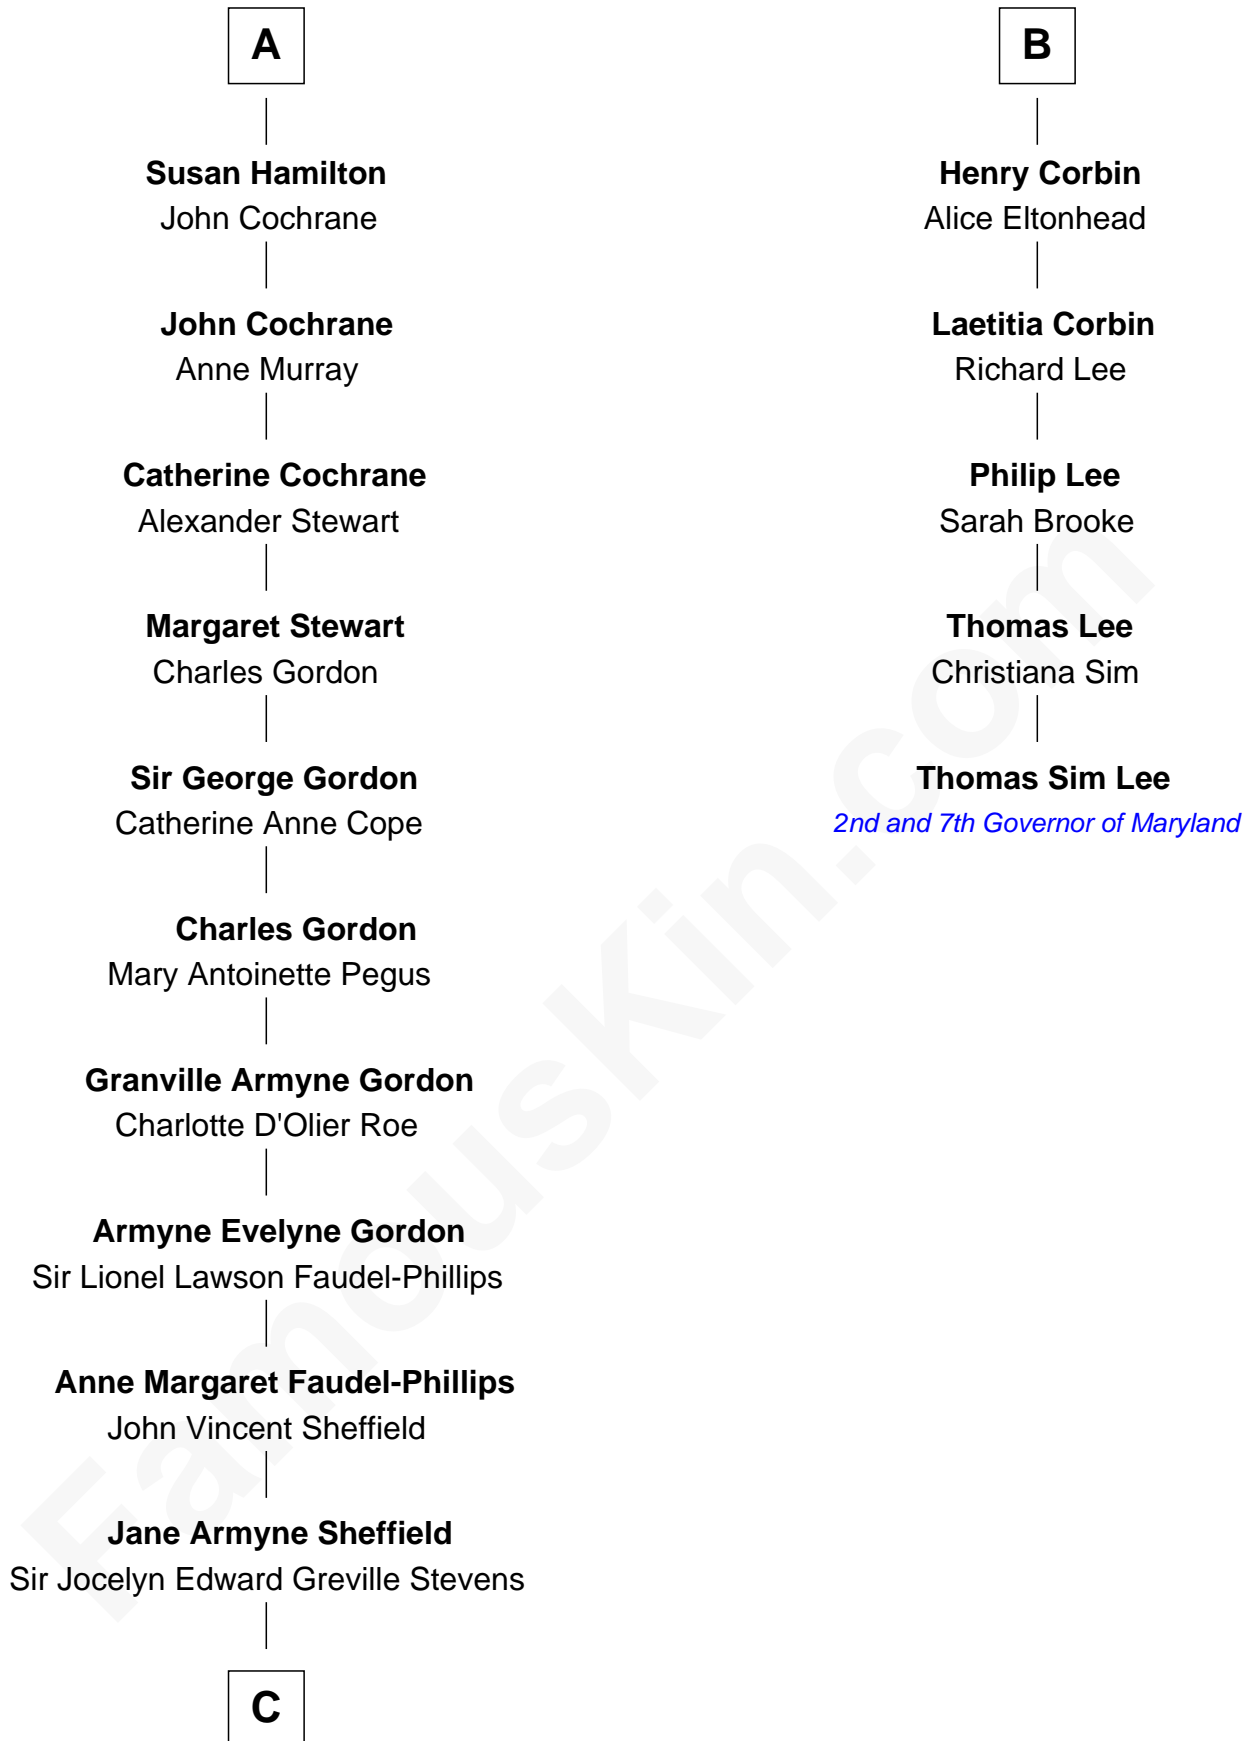 A
Susan Hamilton
John Cochrane
John Cochrane
Anne Murray
Catherine Cochrane
Alexander Stewart
Margaret Stewart
Charles Gordon
Sir George Gordon
Catherine Anne Cope
Charles Gordon
Mary Antoinette Pegus
Granville Armyne Gordon
Charlotte D'Olier Roe
Armyne Evelyne Gordon
Sir Lionel Lawson Faudel-Phillips
Anne Margaret Faudel-Phillips
John Vincent Sheffield
Jane Armyne Sheffield
Sir Jocelyn Edward Greville Stevens
C
B
Henry Corbin
Alice Eltonhead
Laetitia Corbin
Richard Lee
Philip Lee
Sarah Brooke
Thomas Lee
Christiana Sim
Thomas Sim Lee
2nd and 7th Governor of Maryland
FamousKin.com